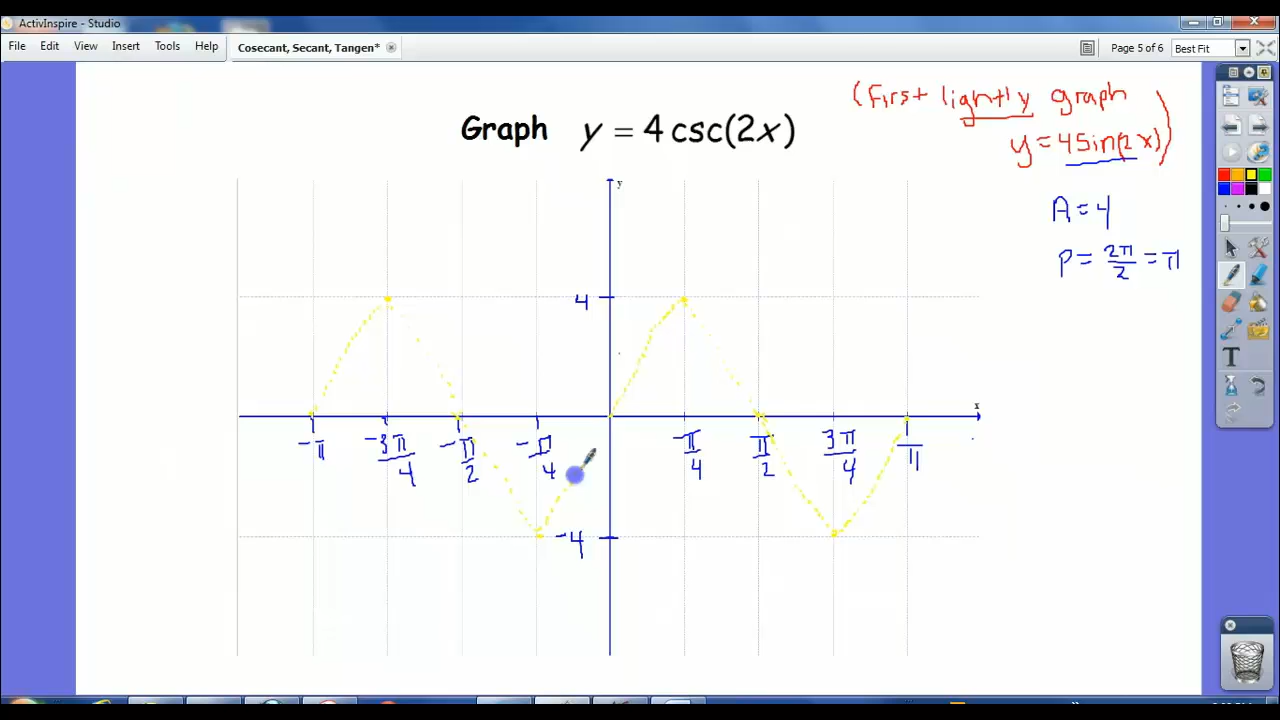 ActivInspire - Studio
File Edit View Insert Tools Help Cosecant, Secant, Tangen* Page 5 of 6 Best Fit
(First lightly graph
Graph y = 4 csc(2x)
y = 4 sin(2x))
A = 4
P = 2π/2 = π
y
4
x
-π -3π/4 -π/2 -π/4 π/4 π/2 3π/4 π
-4
T